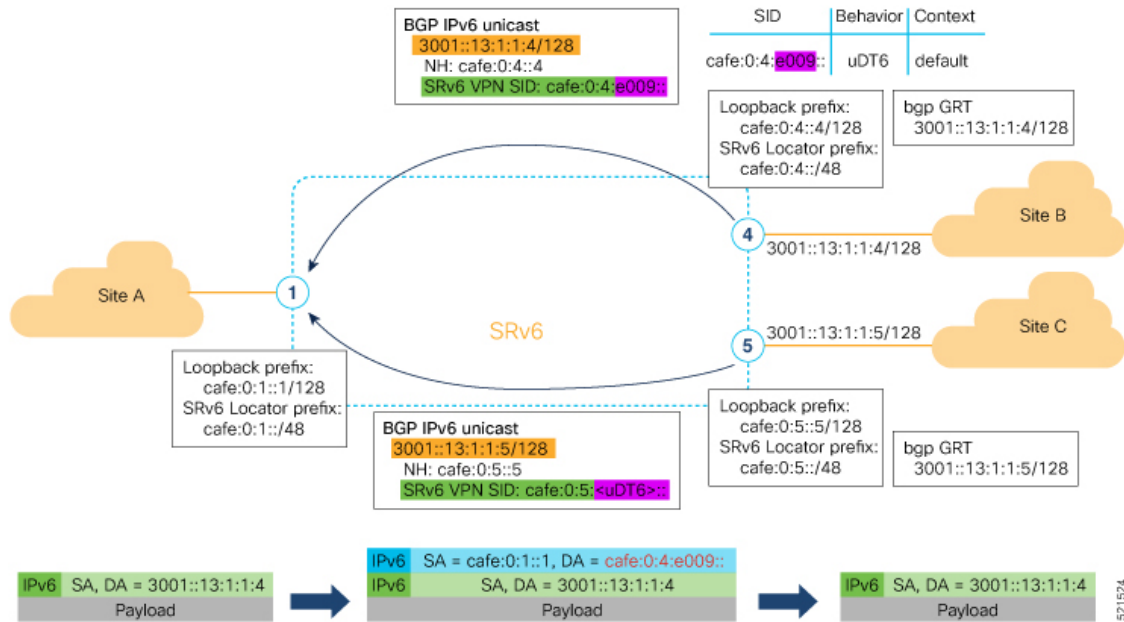 BGP IPv6 unicast
3001::13:1:1:4/128
NH: cafe:0:4::4
SRv6 VPN SID: cafe:0:4:e009::
SID Behavior Context
cafe:0:4:e009:: uDT6 default
Loopback prefix:
cafe:0:4::4/128
SRv6 Locator prefix:
cafe:0:4::/48
bgp GRT
3001::13:1:1:4/128
Site A
1
SRv6
4
3001::13:1:1:4/128
Site B
5
3001::13:1:1:5/128
Site C
Loopback prefix:
cafe:0:1::1/128
SRv6 Locator prefix:
cafe:0:1::/48
BGP IPv6 unicast
3001::13:1:1:5/128
NH: cafe:0:5::5
SRv6 VPN SID: cafe:0:5:<uDT6>::
Loopback prefix:
cafe:0:5::5/128
SRv6 Locator prefix:
cafe:0:5::/48
bgp GRT
3001::13:1:1:5/128
IPv6 SA, DA = 3001::13:1:1:4
Payload
IPv6 SA = cafe:0:1::1, DA = cafe:0:4:e009::
IPv6 SA, DA = 3001::13:1:1:4
Payload
IPv6 SA, DA = 3001::13:1:1:4
Payload
521524